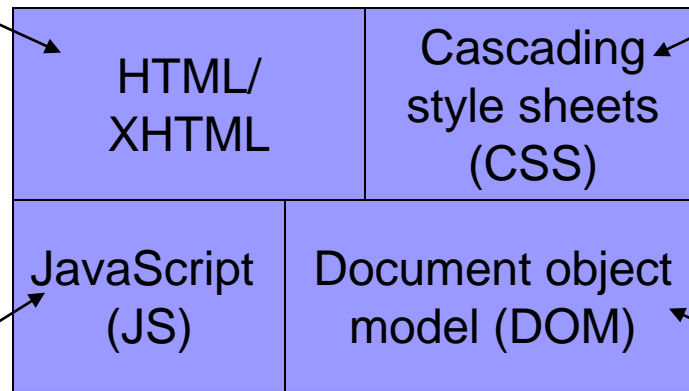 HTML/
XHTML
Cascading
style sheets
(CSS)
JavaScript
(JS)
Document object
model (DOM)